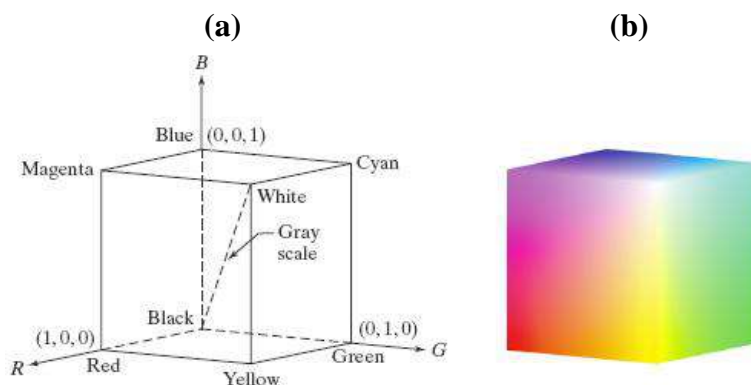 (a) (b)
B
Blue (0, 0, 1)
Magenta Cyan
White
Gray
scale
Black
(1, 0, 0) (0, 1, 0)
R Red Green G
Yellow